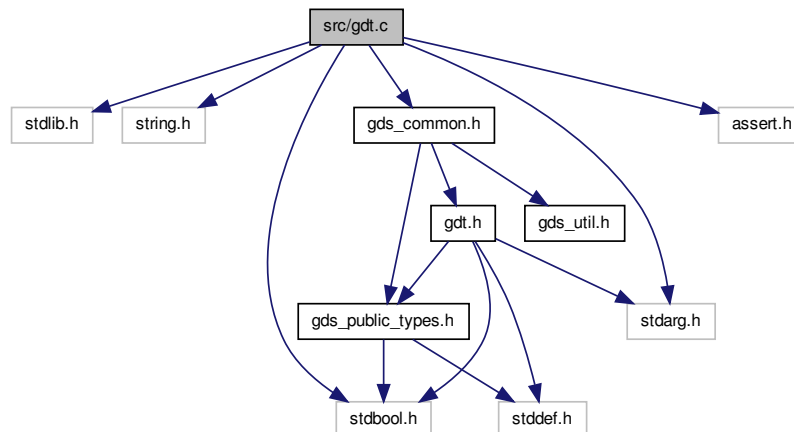 src/gdt.c
stdlib.h
string.h
gds_common.h
assert.h
gdt.h
gds_util.h
gds_public_types.h
stdarg.h
stdbool.h
stddef.h